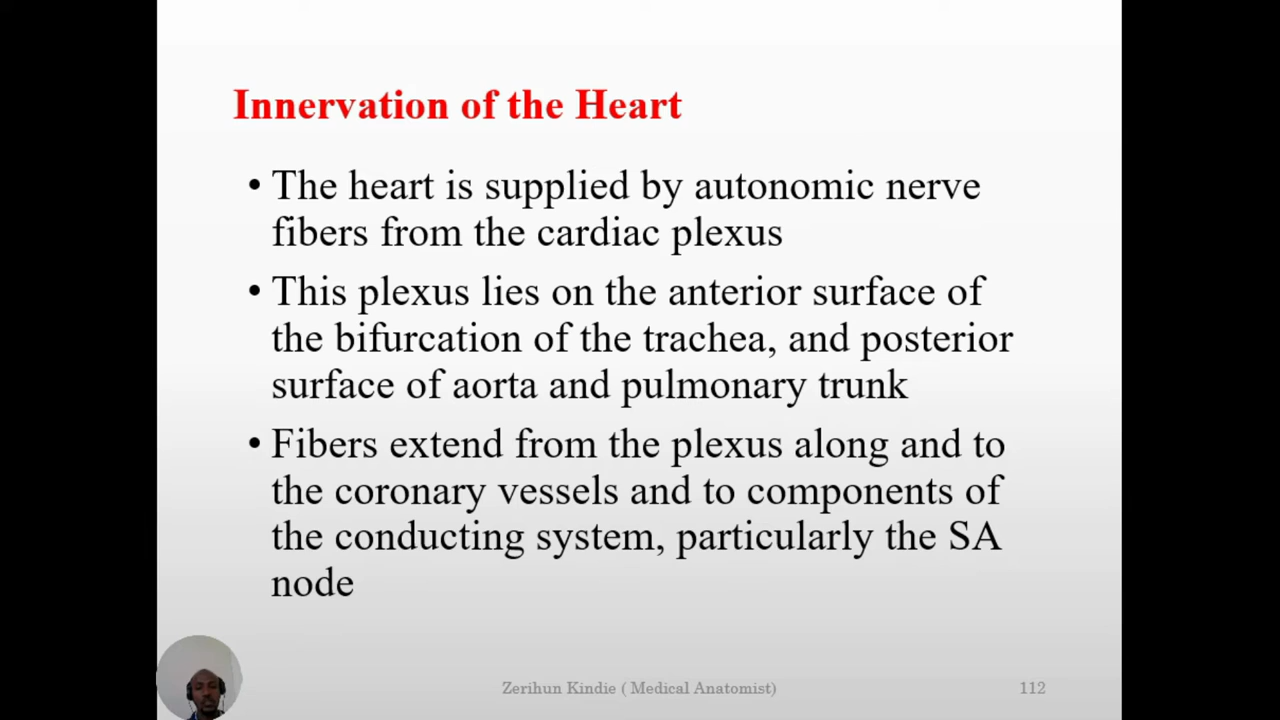 Innervation of the Heart
• The heart is supplied by autonomic nerve
fibers from the cardiac plexus
• This plexus lies on the anterior surface of
the bifurcation of the trachea, and posterior
surface of aorta and pulmonary trunk
• Fibers extend from the plexus along and to
the coronary vessels and to components of
the conducting system, particularly the SA
node
Zerihun Kindie ( Medical Anatomist)
112